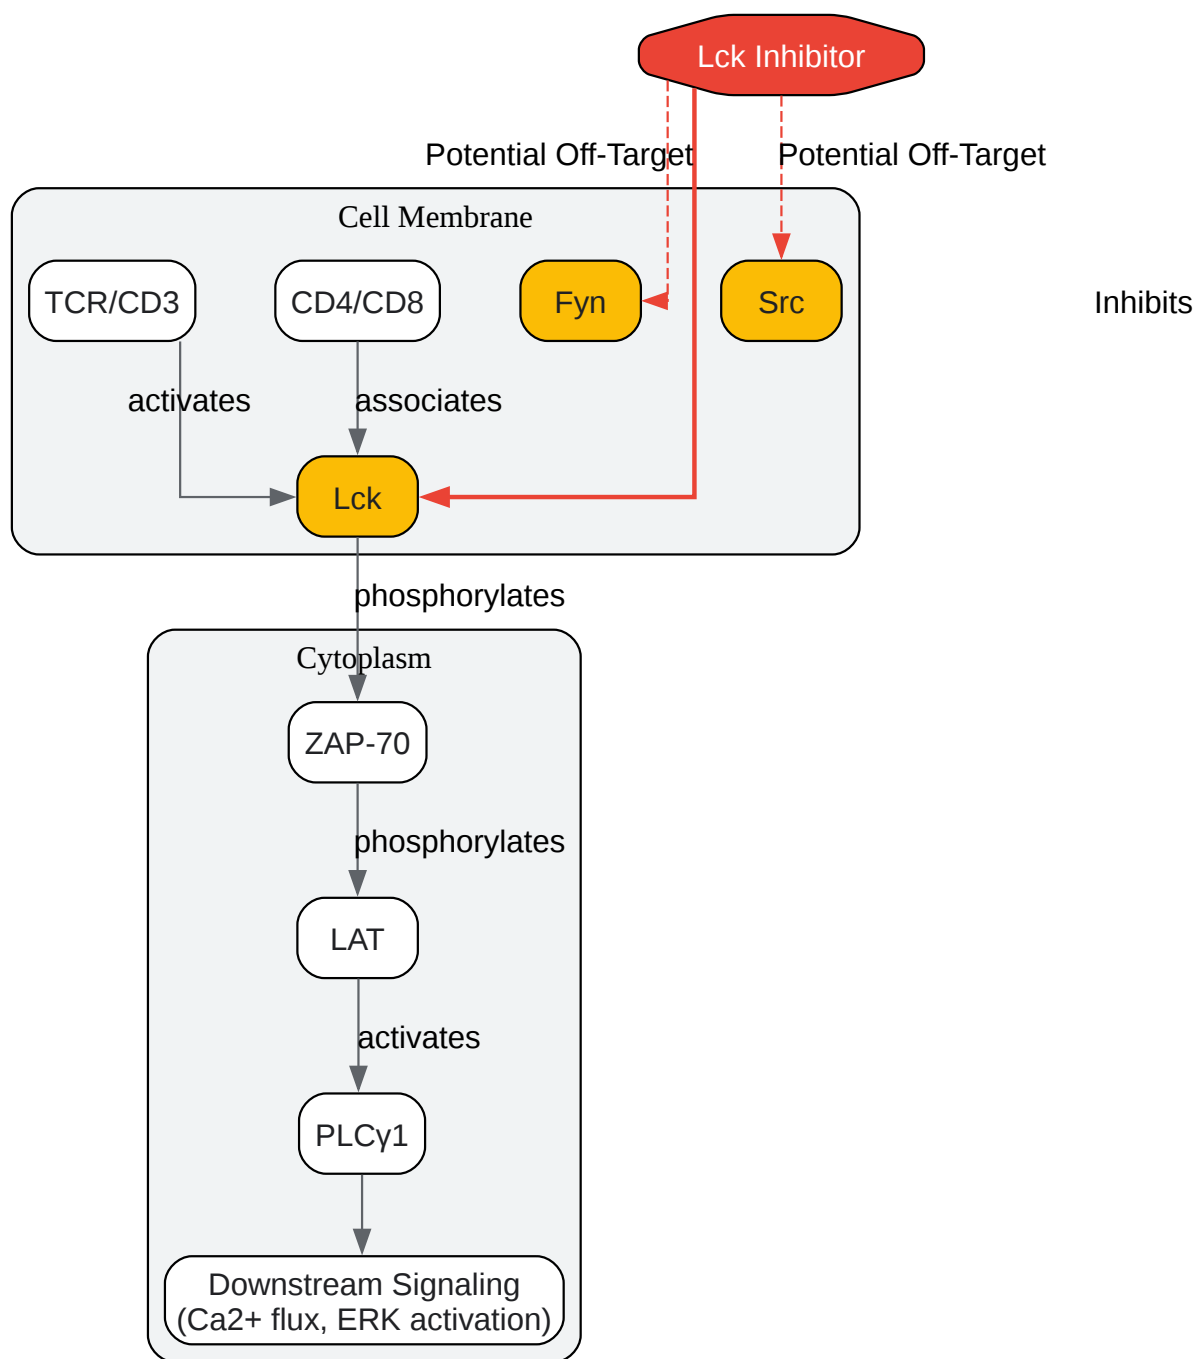 Lck Inhibitor
Potential Off-Target
Potential Off-Target
Cell Membrane
TCR/CD3
CD4/CD8
Fyn
Src
Inhibits
activates
associates
Lck
phosphorylates
Cytoplasm
ZAP-70
phosphorylates
LAT
activates
PLCγ1
Downstream Signaling
(Ca2+ flux, ERK activation)